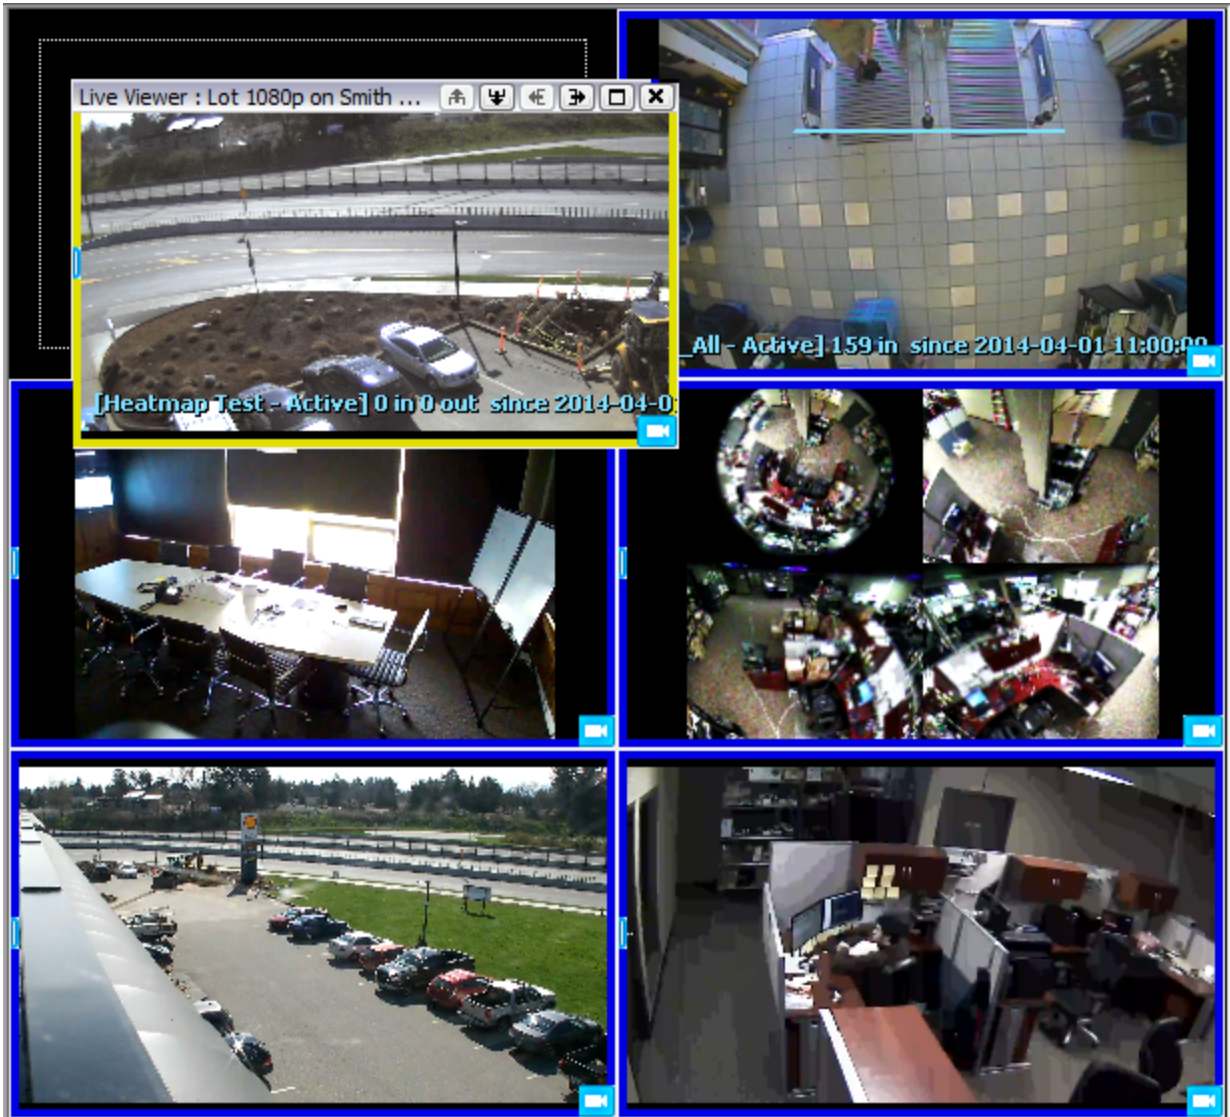 Live Viewer : Lot 1080p on Smith ...
_All - Active] 159 in since 2014-04-01 11:00:00
[Heatmap Test - Active] 0 in 0 out since 2014-04-0